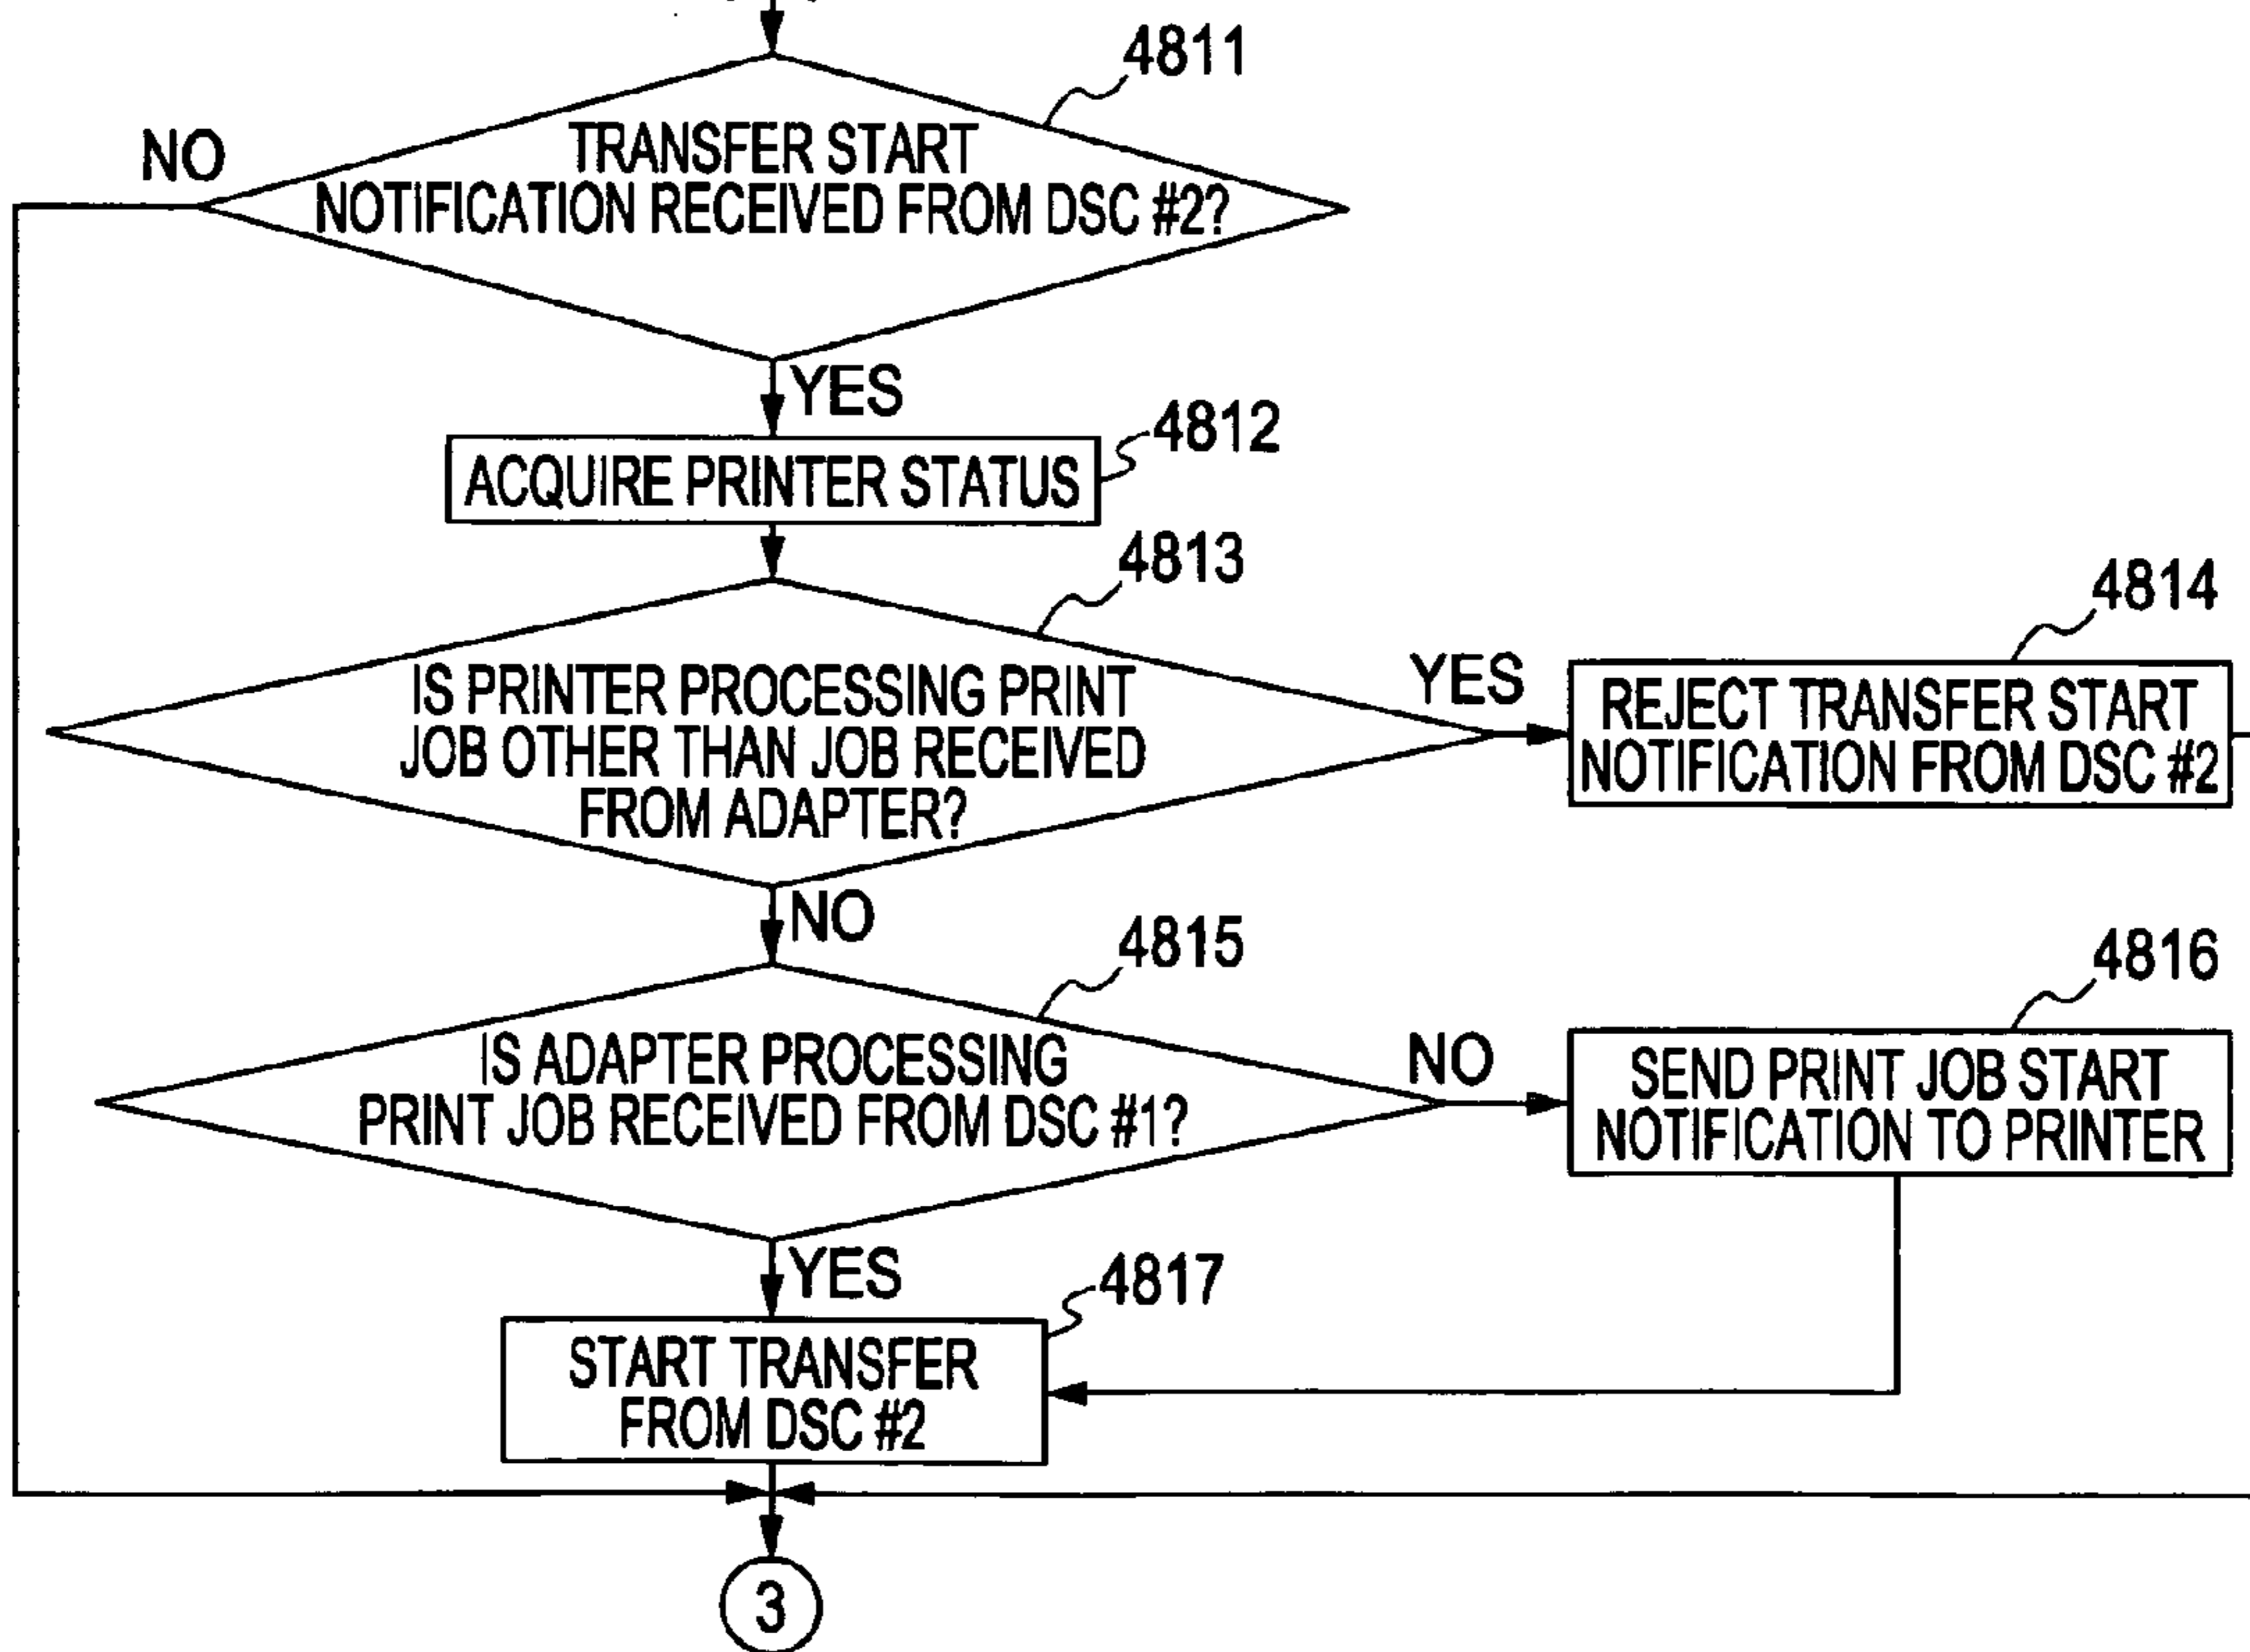 4811
TRANSFER START
NOTIFICATION RECEIVED FROM DSC #2?
NO
YES
4812
ACQUIRE PRINTER STATUS
4813
IS PRINTER PROCESSING PRINT
JOB OTHER THAN JOB RECEIVED
FROM ADAPTER?
YES
4814
REJECT TRANSFER START
NOTIFICATION FROM DSC #2
NO
4815
IS ADAPTER PROCESSING
PRINT JOB RECEIVED FROM DSC #1?
NO
4816
SEND PRINT JOB START
NOTIFICATION TO PRINTER
YES
4817
START TRANSFER
FROM DSC #2
3